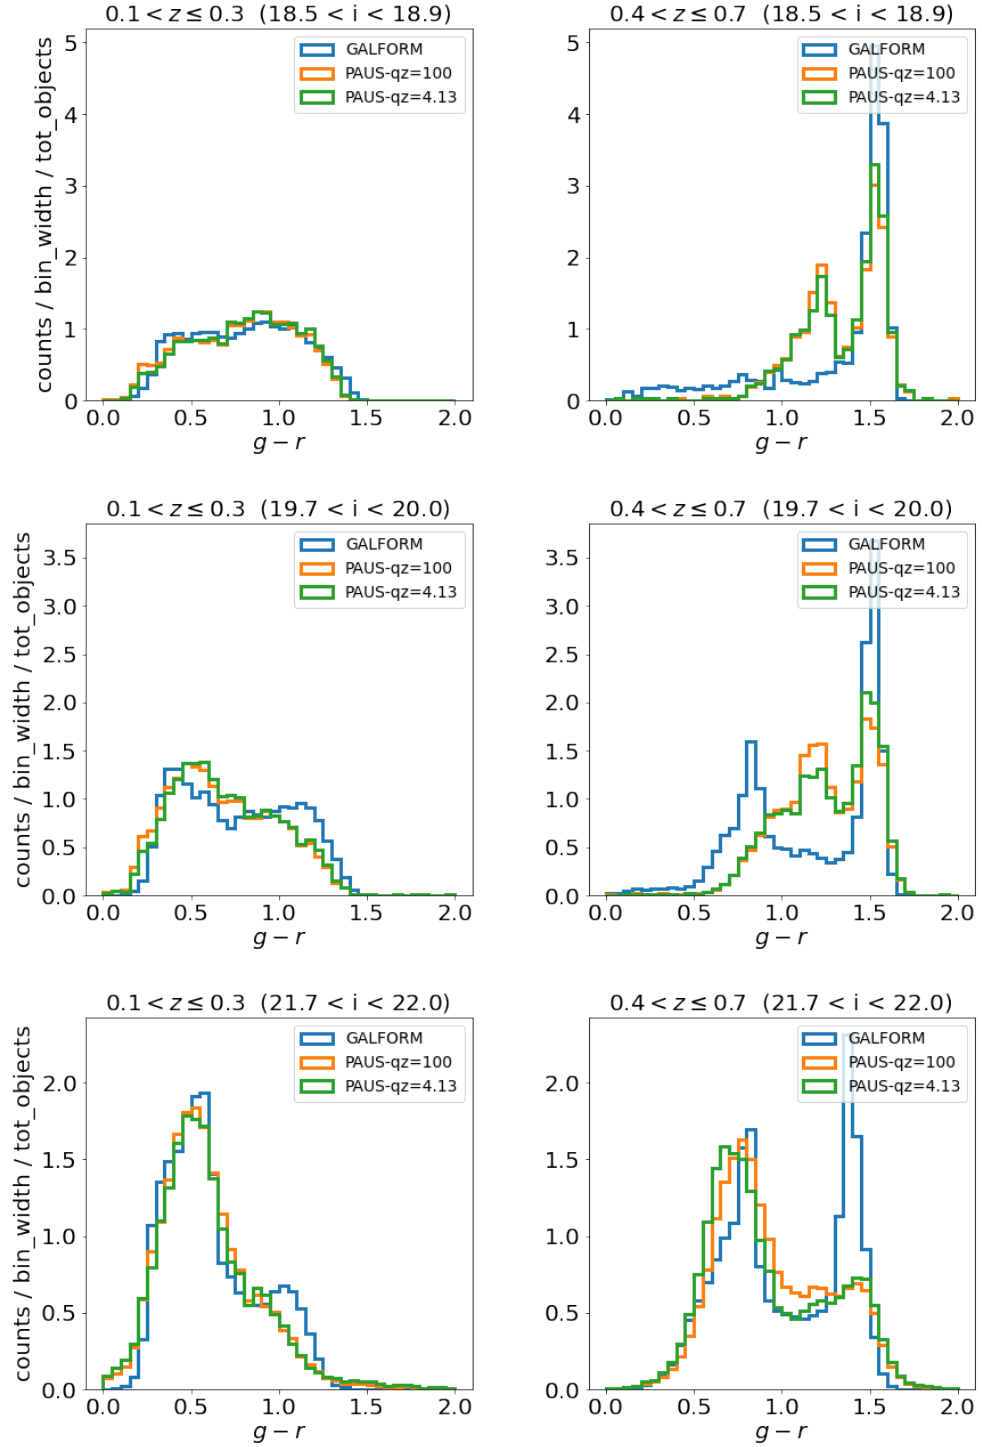 0.1 < z ≤ 0.3 (18.5 < i < 18.9)
counts / bin_width / tot_objects
5
4
3
2
1
0
GALFORM
PAUS-qz=100
PAUS-qz=4.13
0.0 0.5 1.0 1.5 2.0
g − r
0.4 < z ≤ 0.7 (18.5 < i < 18.9)
5
4
3
2
1
0
GALFORM
PAUS-qz=100
PAUS-qz=4.13
0.0 0.5 1.0 1.5 2.0
g − r
0.1 < z ≤ 0.3 (19.7 < i < 20.0)
counts / bin_width / tot_objects
3.5
3.0
2.5
2.0
1.5
1.0
0.5
0.0
GALFORM
PAUS-qz=100
PAUS-qz=4.13
0.0 0.5 1.0 1.5 2.0
g − r
0.4 < z ≤ 0.7 (19.7 < i < 20.0)
3.5
3.0
2.5
2.0
1.5
1.0
0.5
0.0
GALFORM
PAUS-qz=100
PAUS-qz=4.13
0.0 0.5 1.0 1.5 2.0
g − r
0.1 < z ≤ 0.3 (21.7 < i < 22.0)
counts / bin_width / tot_objects
2.0
1.5
1.0
0.5
0.0
GALFORM
PAUS-qz=100
PAUS-qz=4.13
0.0 0.5 1.0 1.5 2.0
g − r
0.4 < z ≤ 0.7 (21.7 < i < 22.0)
2.0
1.5
1.0
0.5
0.0
GALFORM
PAUS-qz=100
PAUS-qz=4.13
0.0 0.5 1.0 1.5 2.0
g − r